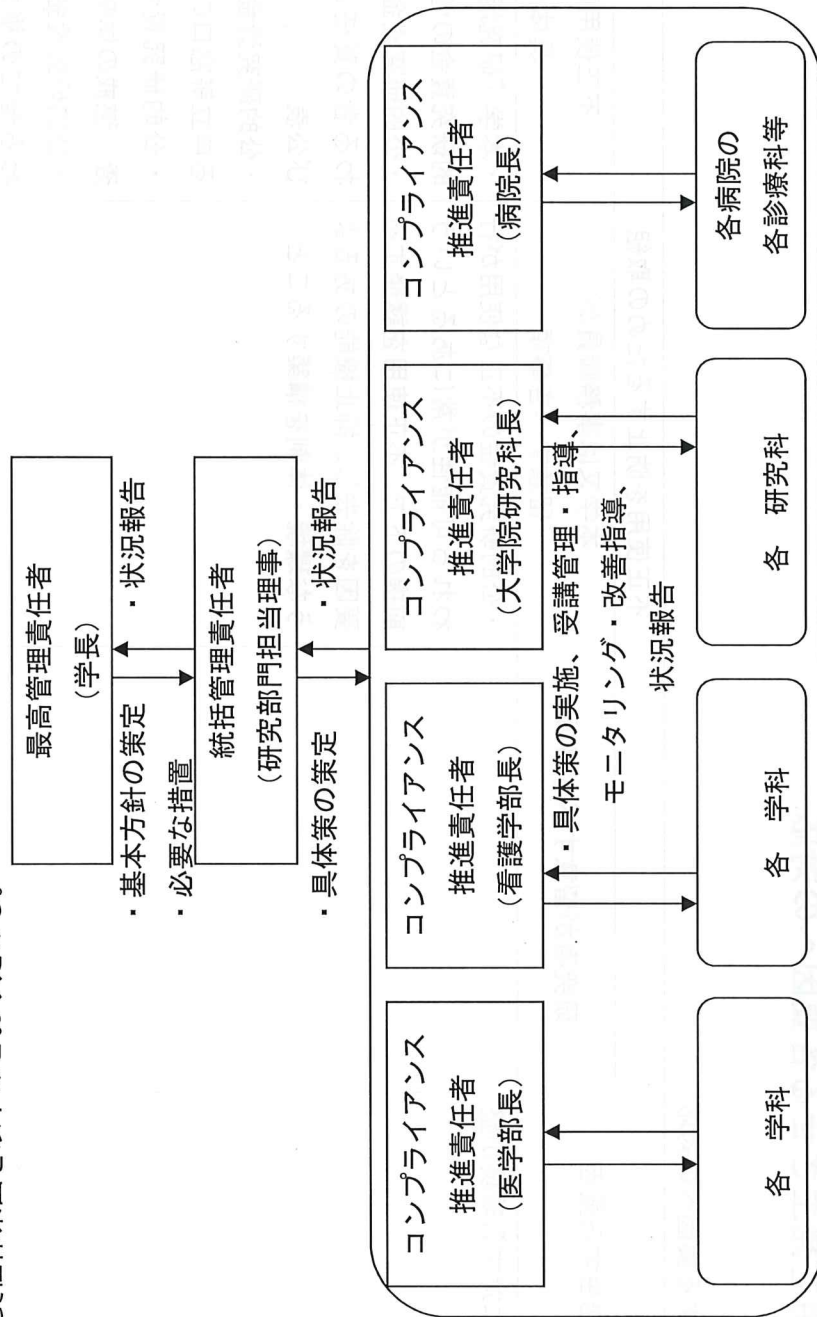 最高管理責任者
(学長)
・基本方針の策定
・必要な措置
・状況報告
統括管理責任者
(研究部門担当理事)
・具体策の策定
・状況報告
コンプライアンス
推進責任者
(医学部長)
コンプライアンス
推進責任者
(看護学部長)
コンプライアンス
推進責任者
(大学院研究科長)
コンプライアンス
推進責任者
(病院長)
・具体策の実施、受講管理・指導、
モニタリング・改善指導、
状況報告
各 学科
各 学科
各 研究科
各病院の
各診療科等